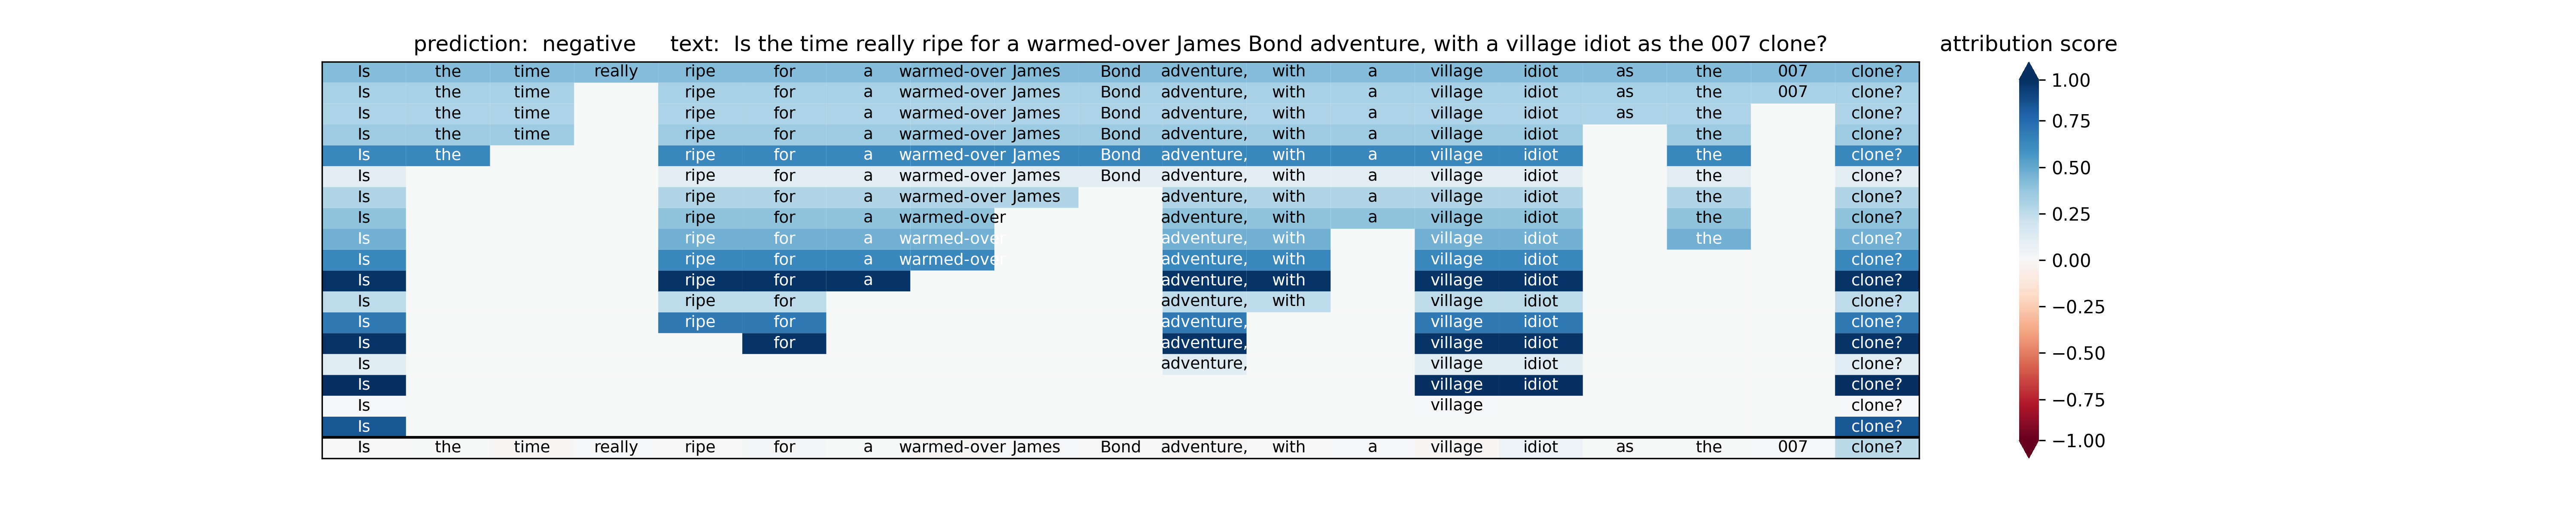 prediction:  negative     text:  Is the time really ripe for a warmed-over James Bond adventure, with a village idiot as the 007 clone?
attribution score
Is the time really ripe for a warmed-over James Bond adventure, with a village idiot as the 007 clone?
Is the time ripe for a warmed-over James Bond adventure, with a village idiot as the 007 clone?
Is the time ripe for a warmed-over James Bond adventure, with a village idiot as the clone?
Is the time ripe for a warmed-over James Bond adventure, with a village idiot the clone?
Is the ripe for a warmed-over James Bond adventure, with a village idiot the clone?
Is ripe for a warmed-over James Bond adventure, with a village idiot the clone?
Is ripe for a warmed-over James adventure, with a village idiot the clone?
Is ripe for a warmed-over adventure, with a village idiot the clone?
Is ripe for a warmed-over adventure, with village idiot the clone?
Is ripe for a warmed-over adventure, with village idiot clone?
Is ripe for a adventure, with village idiot clone?
Is ripe for adventure, with village idiot clone?
Is ripe for adventure, village idiot clone?
Is for adventure, village idiot clone?
Is adventure, village idiot clone?
Is village idiot clone?
Is village clone?
Is clone?
Is the time really ripe for a warmed-over James Bond adventure, with a village idiot as the 007 clone?
1.00
0.75
0.50
0.25
0.00
−0.25
−0.50
−0.75
−1.00